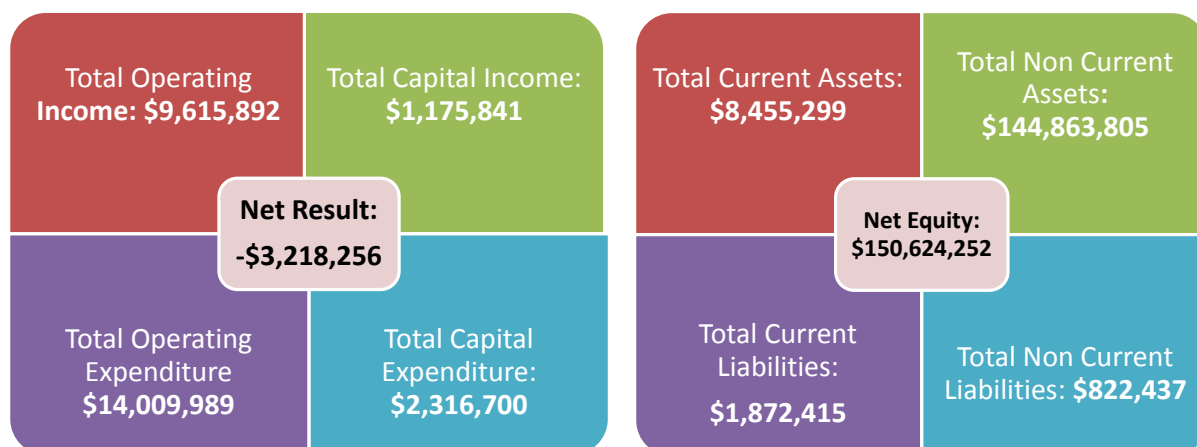 Total Operating
Income: $9,615,892
Total Capital Income:
$1,175,841
Net Result:
-$3,218,256
Total Operating
Expenditure
$14,009,989
Total Capital
Expenditure:
$2,316,700
Total Current Assets:
$8,455,299
Total Non Current
Assets:
$144,863,805
Net Equity:
$150,624,252
Total Current
Liabilities:
$1,872,415
Total Non Current
Liabilities: $822,437